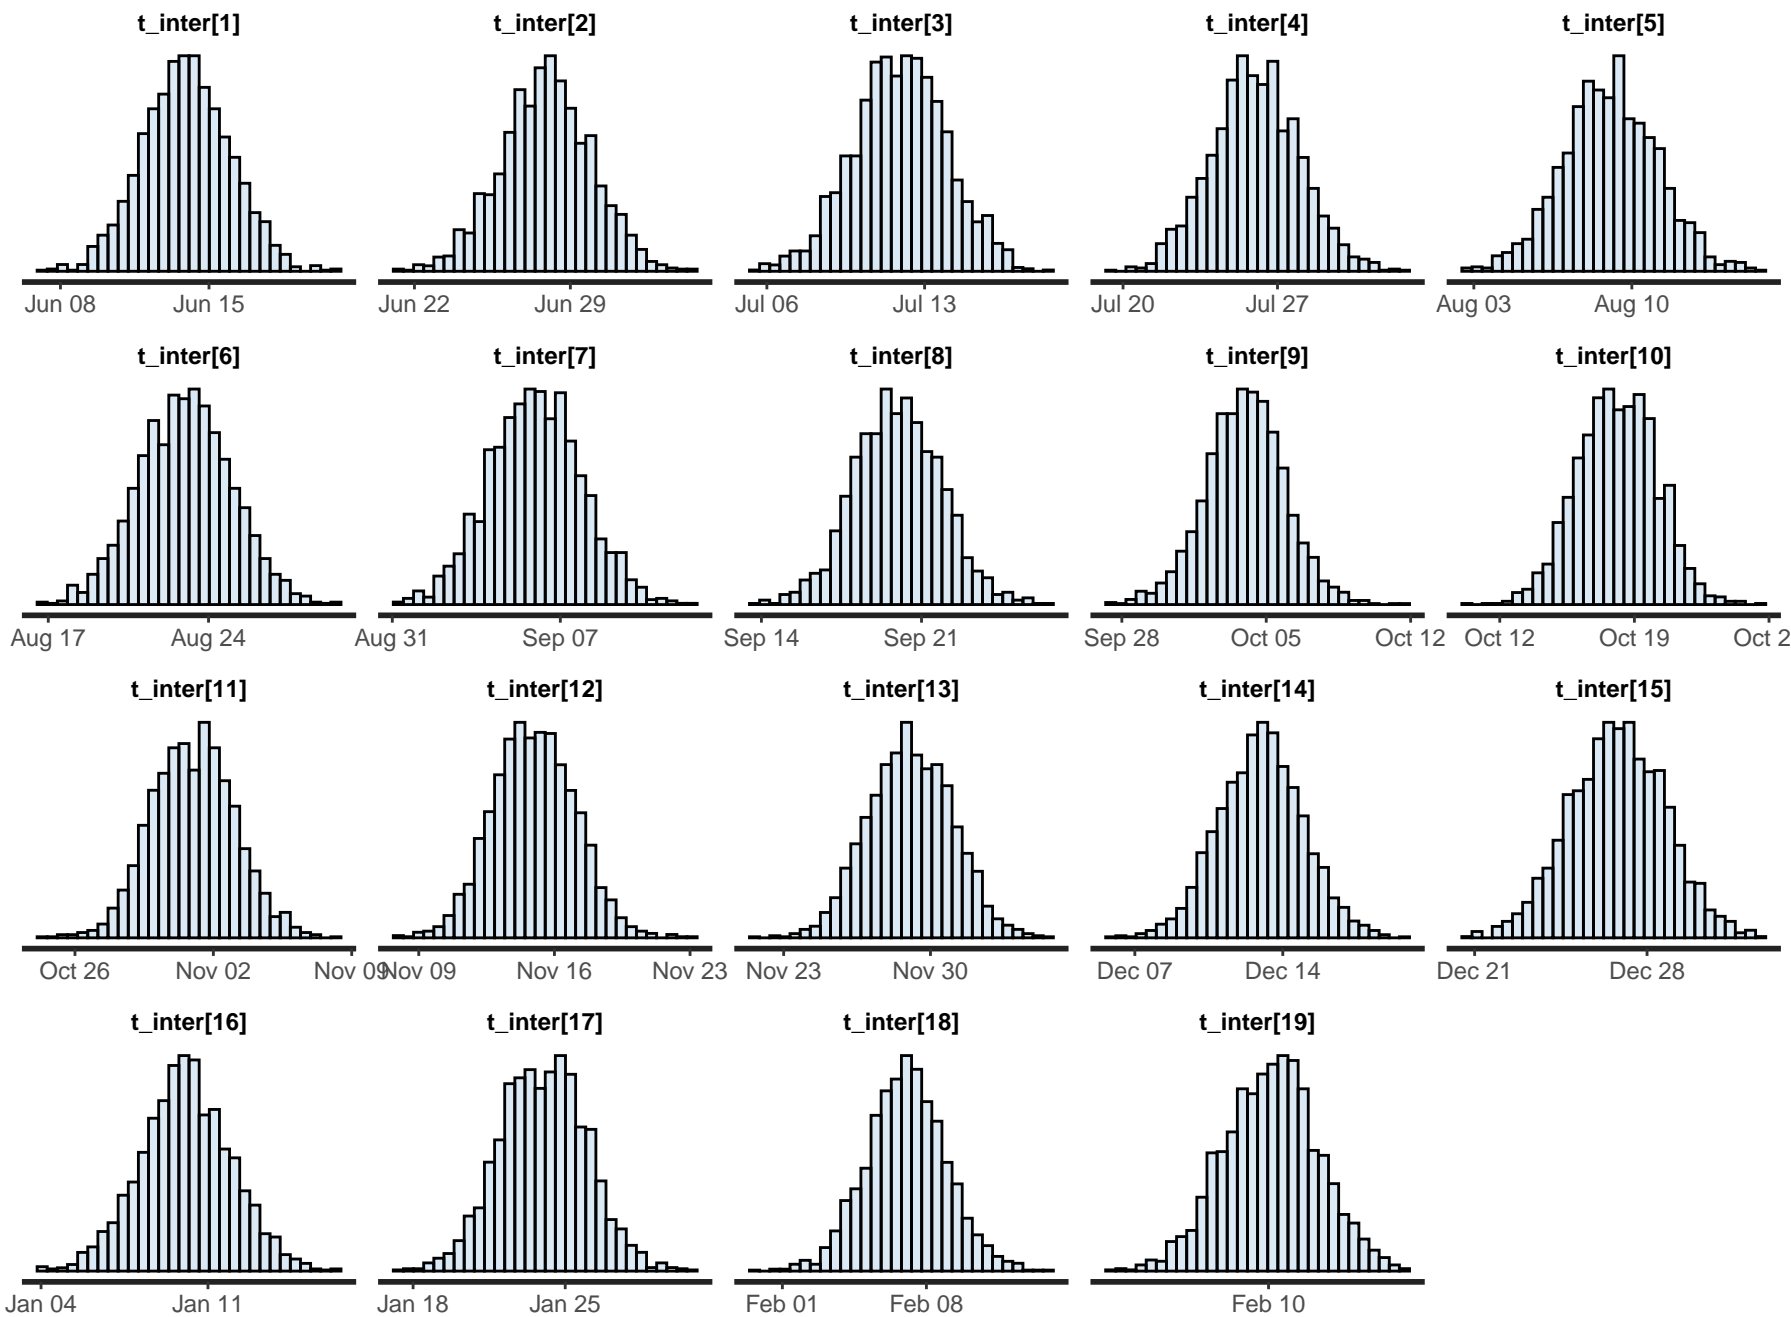 t_inter[1] t_inter[2] t_inter[3] t_inter[4] t_inter[5]
Jun 08 Jun 15 Jun 22 Jun 29 Jul 06 Jul 13 Jul 20 Jul 27 Aug 03 Aug 10
t_inter[6] t_inter[7] t_inter[8] t_inter[9] t_inter[10]
Aug 17 Aug 24 Aug 31 Sep 07 Sep 14 Sep 21 Sep 28 Oct 05 Oct 12 Oct 12 Oct 19 Oct 2
t_inter[11] t_inter[12] t_inter[13] t_inter[14] t_inter[15]
Oct 26 Nov 02 Nov 09 Nov 09 Nov 16 Nov 23 Nov 23 Nov 30 Dec 07 Dec 14 Dec 21 Dec 28
t_inter[16] t_inter[17] t_inter[18] t_inter[19]
Jan 04 Jan 11 Jan 18 Jan 25 Feb 01 Feb 08 Feb 10